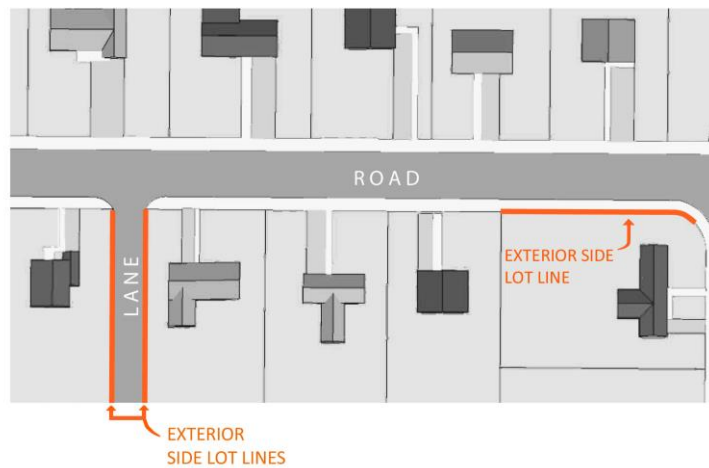 ROAD
EXTERIOR SIDE
LOT LINE
LANE
EXTERIOR
SIDE LOT LINES